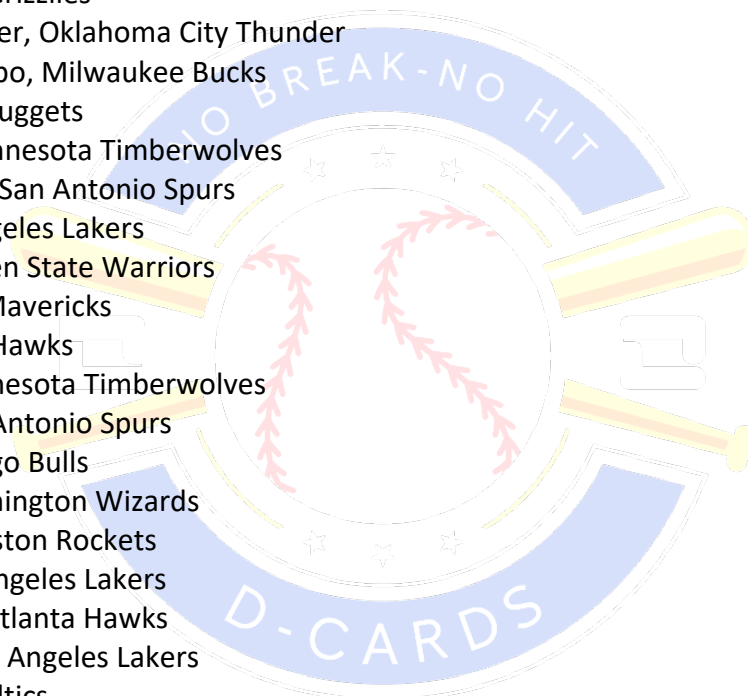 er, Oklahoma City Thunder
po, Milwaukee Bucks
uggets
nnesota Timberwolves
San Antonio Spurs
geles Lakers
en State Warriors
Mavericks
Hawks
nesota Timberwolves
Antonio Spurs
go Bulls
hington Wizards
ston Rockets
ngeles Lakers
tlanta Hawks
Angeles Lakers
NO BREAK-NO HIT
D-CARDS